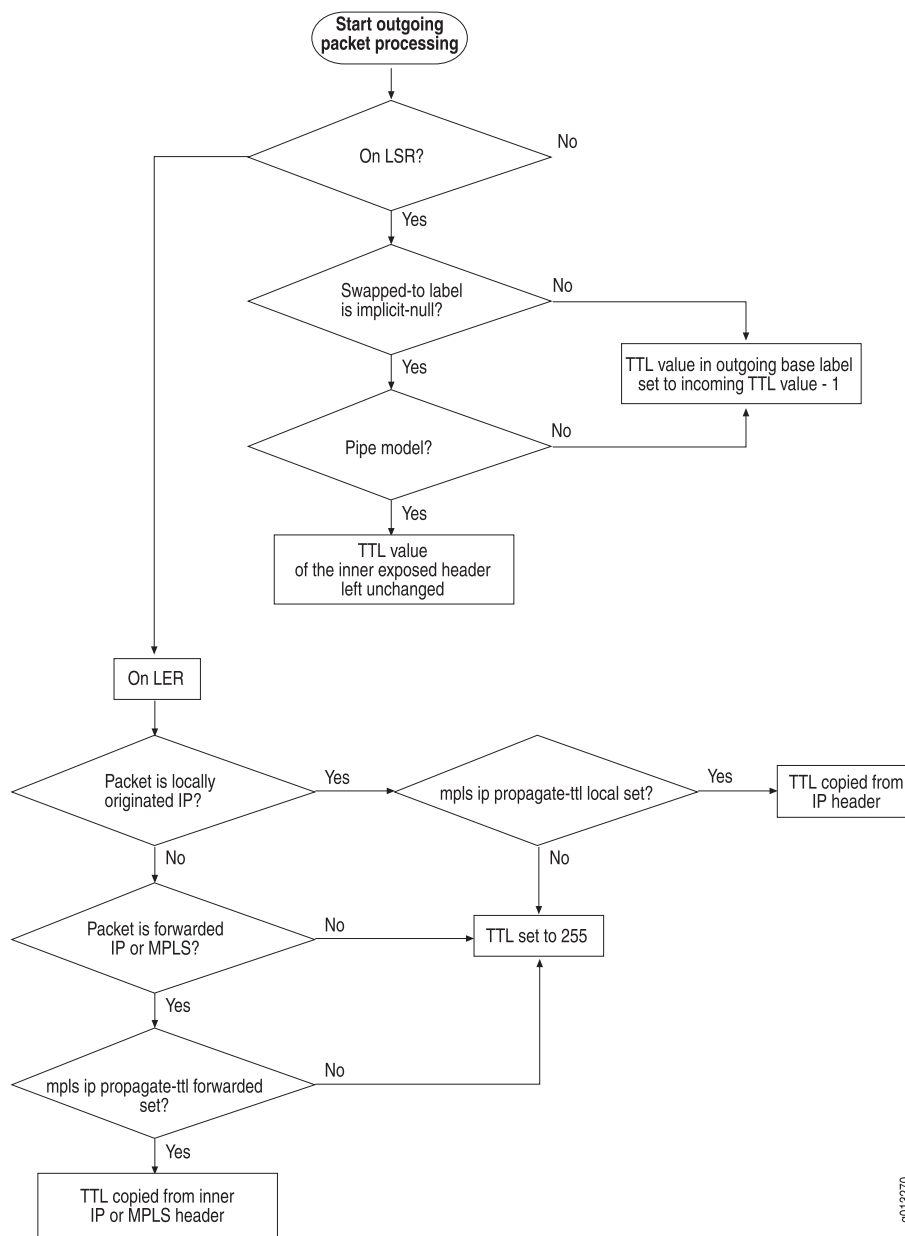 Start outgoing
packet processing
On LSR?
No
Yes
Swapped-to label
is implicit-null?
No
TTL value in outgoing base label
set to incoming TTL value - 1
Yes
Pipe model?
No
Yes
TTL value
of the inner exposed header
left unchanged
On LER
Packet is locally
originated IP?
Yes
mpls ip propagate-ttl local set?
Yes
TTL copied from
IP header
No
No
Packet is forwarded
IP or MPLS?
No
TTL set to 255
Yes
mpls ip propagate-ttl forwarded
set?
No
Yes
TTL copied from inner
IP or MPLS header
g013270